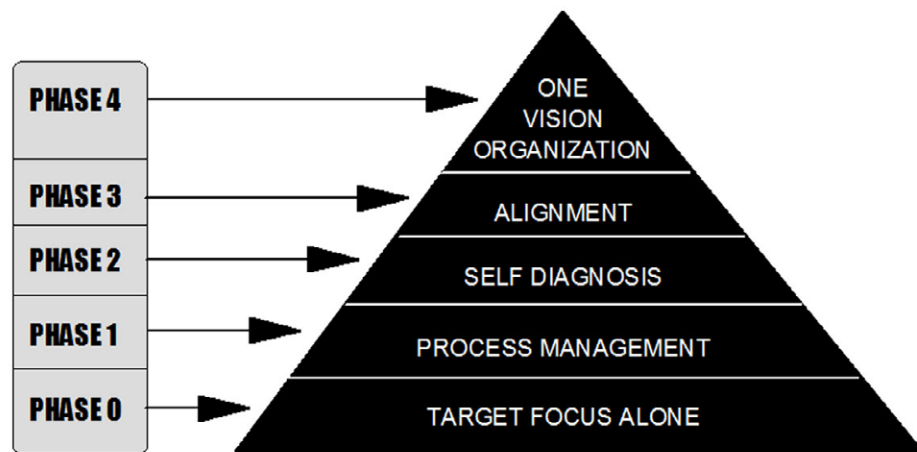 PHASE 4
ONE
VISION
ORGANIZATION
PHASE 3
ALIGNMENT
PHASE 2
SELF DIAGNOSIS
PHASE 1
PROCESS MANAGEMENT
PHASE 0
TARGET FOCUS ALONE